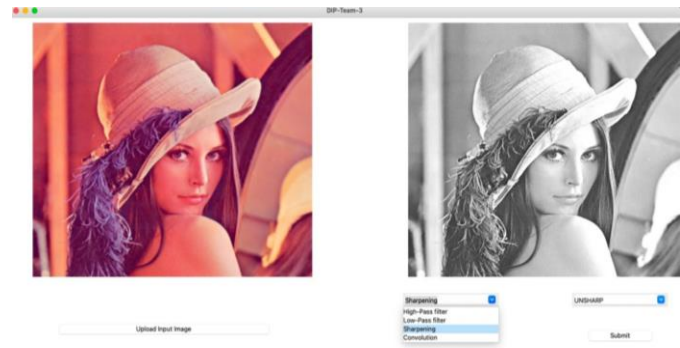 DIP-Team-3
Sharpening
UNSHARP
High-Pass filter
Low-Pass filter
Sharpening
Convolution
Upload Input Image
Submit